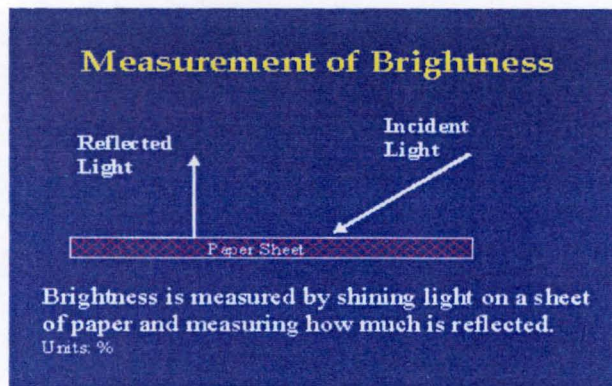 Measurement of Brightness
Reflected
Light
Incident
Light
Paper Sheet
Brightness is measured by shining light on a sheet
of paper and measuring how much is reflected.
Units: %